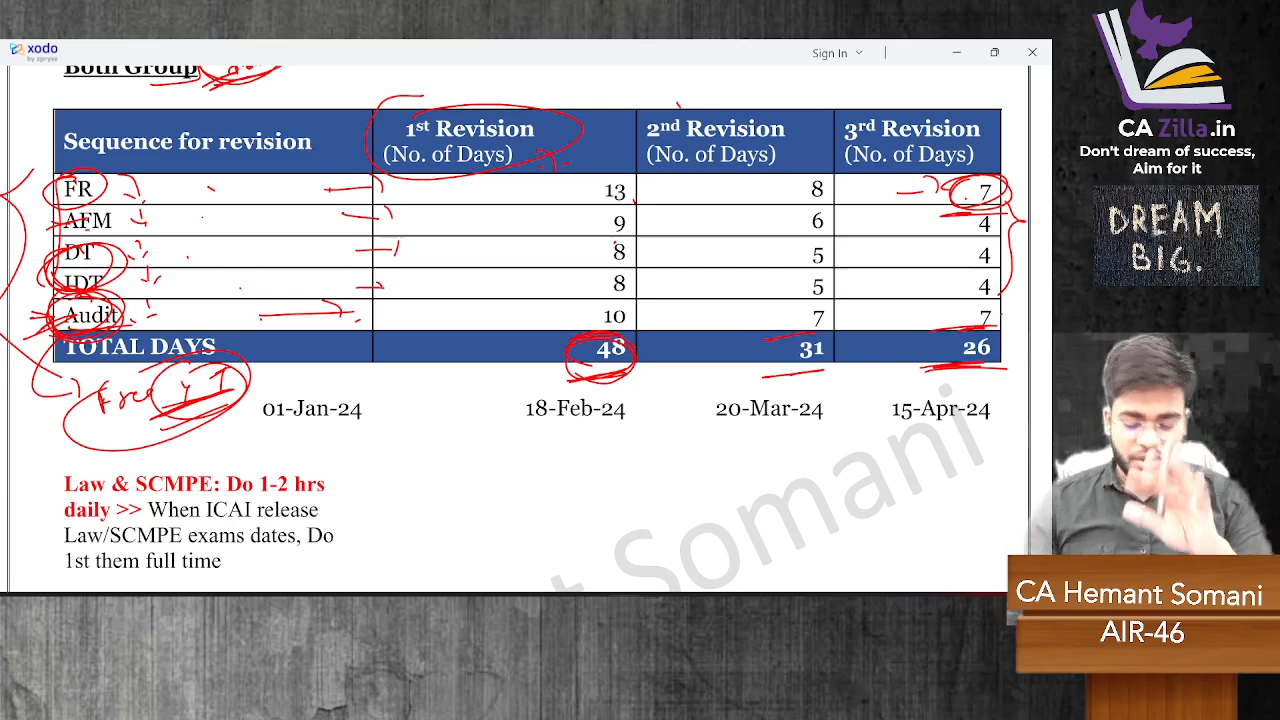 xodo
by apryse
Sign In
Both Group
Sequence for revision 1st Revision (No. of Days) 2nd Revision (No. of Days) 3rd Revision (No. of Days)
FR 13 8 7
AFM 9 6 4
DT 8 5 4
IDT 8 5 4
Audit 10 7 7
TOTAL DAYS 48 31 26
01-Jan-24 18-Feb-24 20-Mar-24 15-Apr-24
Law & SCMPE: Do 1-2 hrs
daily >> When ICAI release
Law/SCMPE exams dates, Do
1st them full time
Somani
CA Zilla.in
Don't dream of success,
Aim for it
DREAM
BIG.
CA Hemant Somani
AIR-46